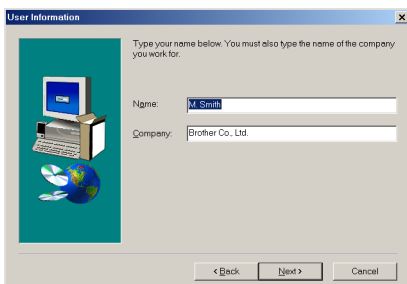 User Information
Type your name below. You must also type the name of the company
you work for.
Name: M. Smith
Company: Brother Co., Ltd.
< Back Next > Cancel